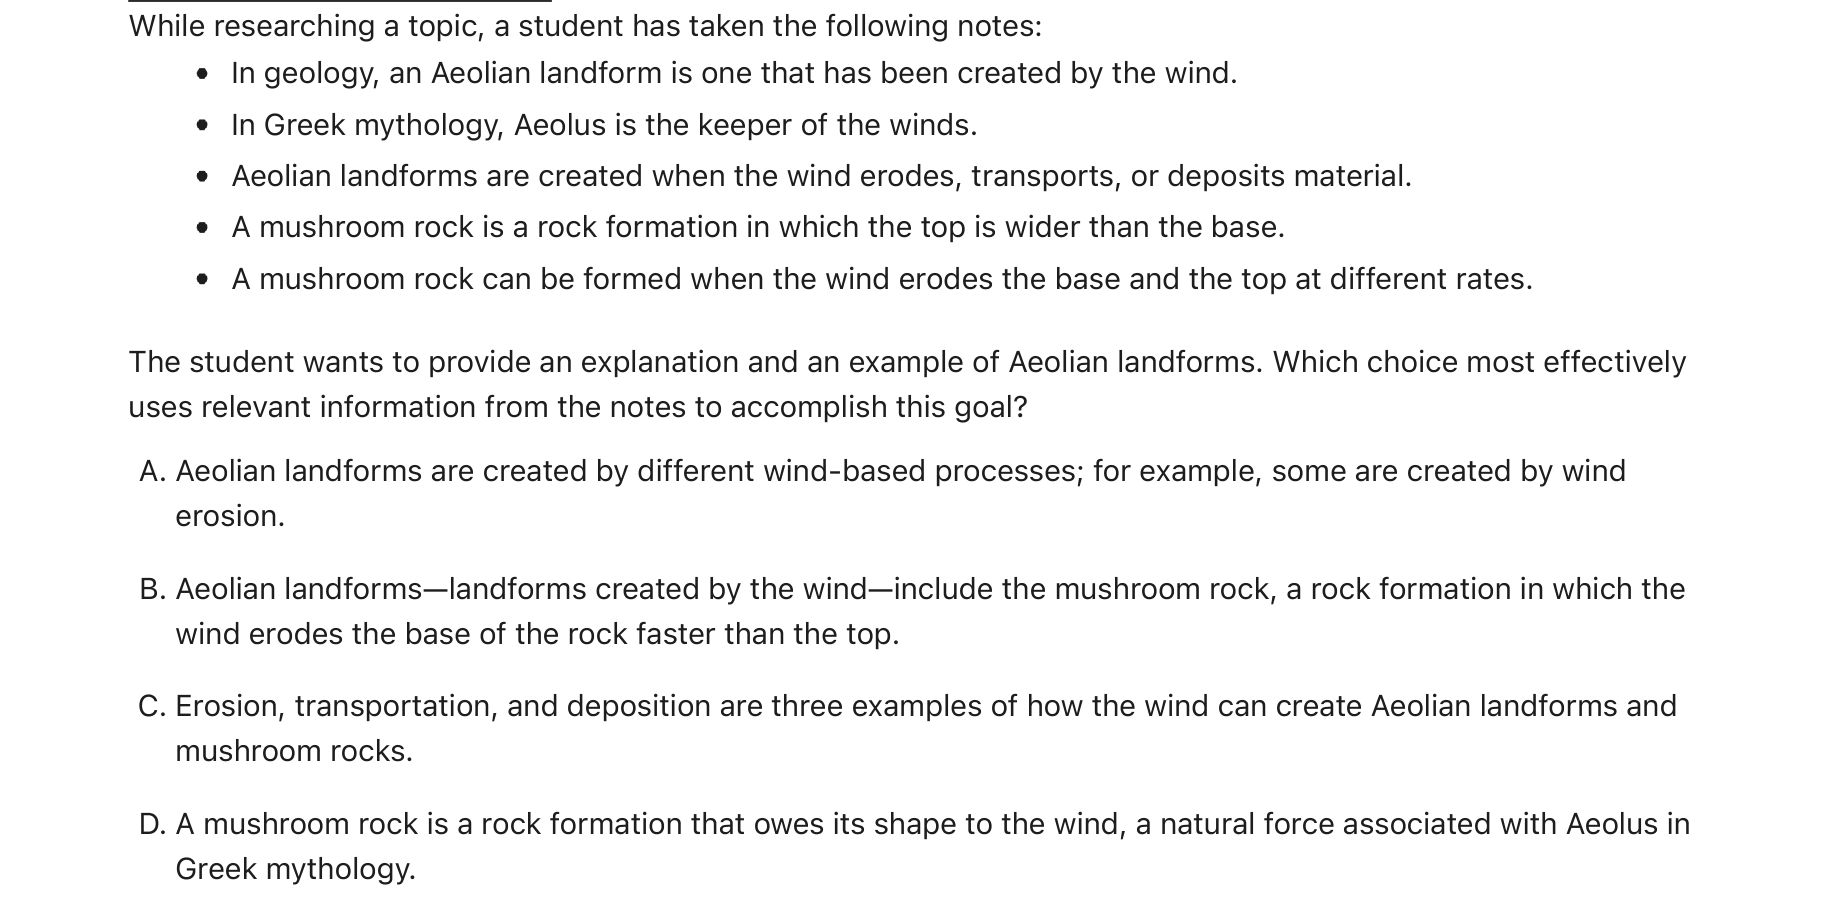 While researching a topic, a student has taken the following notes:
• In geology, an Aeolian landform is one that has been created by the wind.
• In Greek mythology, Aeolus is the keeper of the winds.
• Aeolian landforms are created when the wind erodes, transports, or deposits material.
• A mushroom rock is a rock formation in which the top is wider than the base.
• A mushroom rock can be formed when the wind erodes the base and the top at different rates.
The student wants to provide an explanation and an example of Aeolian landforms. Which choice most effectively
uses relevant information from the notes to accomplish this goal?
A. Aeolian landforms are created by different wind-based processes; for example, some are created by wind
erosion.
B. Aeolian landforms—landforms created by the wind—include the mushroom rock, a rock formation in which the
wind erodes the base of the rock faster than the top.
C. Erosion, transportation, and deposition are three examples of how the wind can create Aeolian landforms and
mushroom rocks.
D. A mushroom rock is a rock formation that owes its shape to the wind, a natural force associated with Aeolus in
Greek mythology.